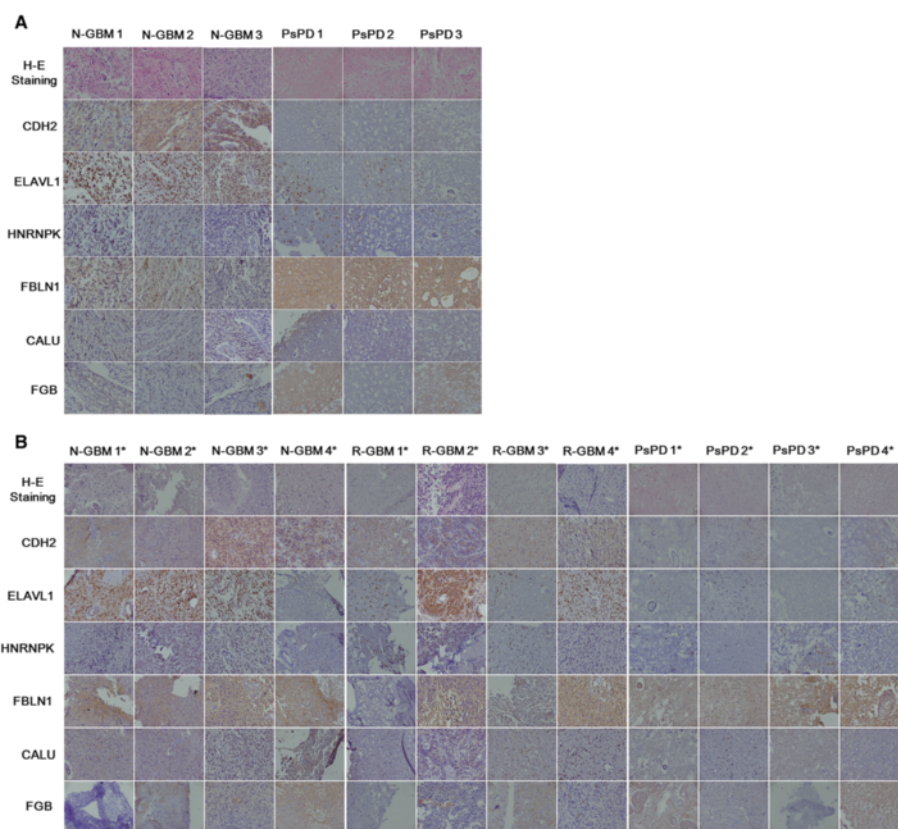 A
N-GBM 1 N-GBM 2 N-GBM 3 PsPD 1 PsPD 2 PsPD 3
H-E
Staining
CDH2
ELAVL1
HNRNPK
FBLN1
CALU
FGB
B
N-GBM 1* N-GBM 2* N-GBM 3* N-GBM 4* R-GBM 1* R-GBM 2* R-GBM 3* R-GBM 4* PsPD 1* PsPD 2* PsPD 3* PsPD 4*
H-E
Staining
CDH2
ELAVL1
HNRNPK
FBLN1
CALU
FGB